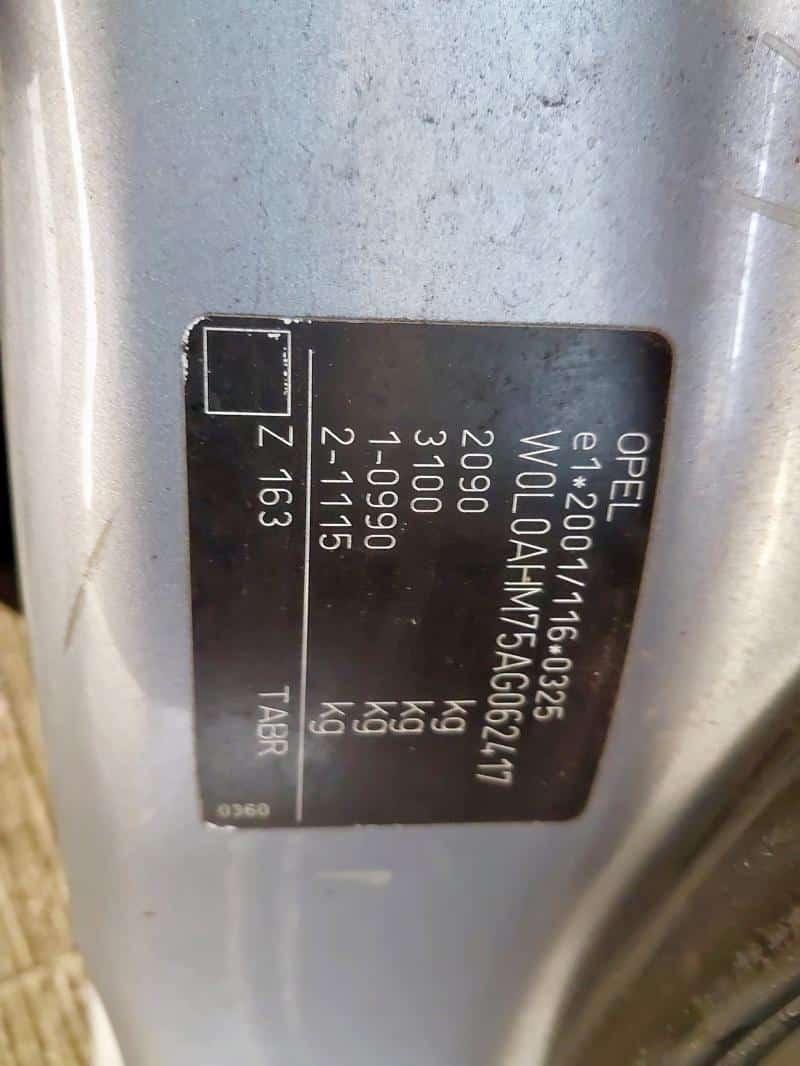 OPEL
e1*2001/116*0325
W0L0AHM75AG062417
2090 kg
3100 kg
1-0990 kg
2-1115 kg
Z 163 TABR
0360